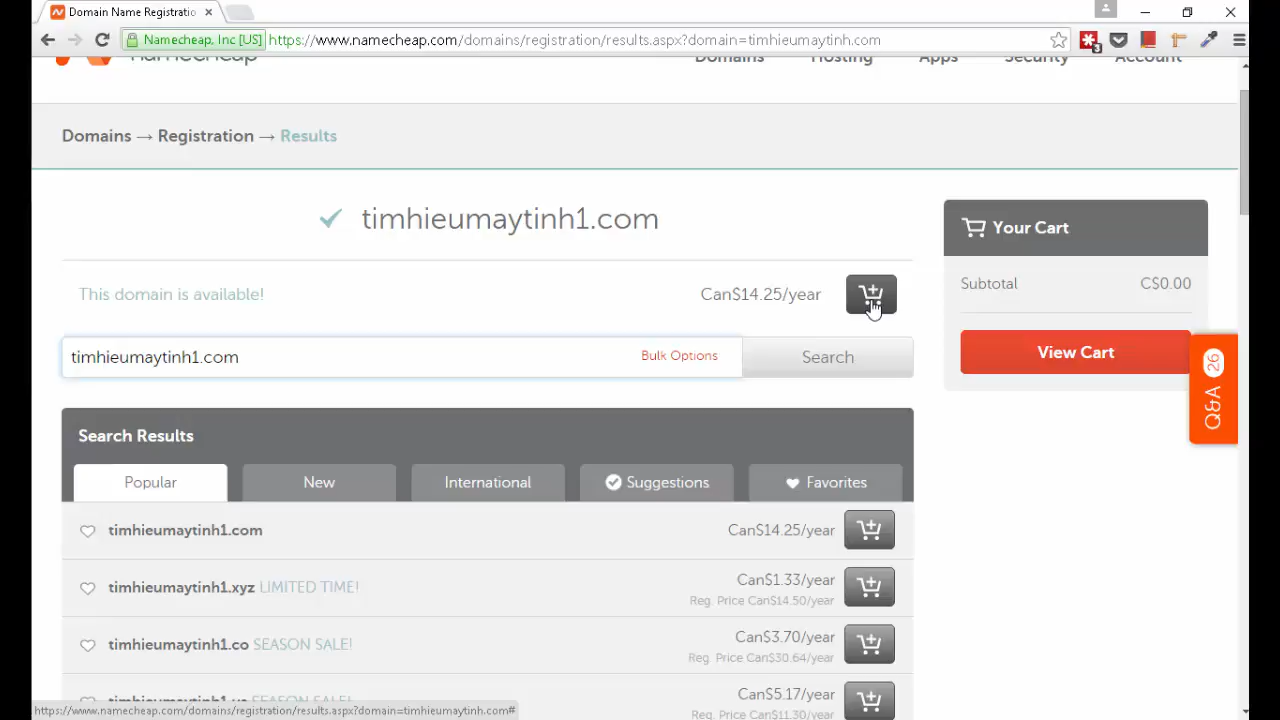 Domain Name Registratio
Namecheap, Inc [US] https://www.namecheap.com/domains/registration/results.aspx?domain=timhieumaytinh.com
3
namecheap Domains Hosting Apps Security Account
Domains → Registration → Results
timhieumaytinh1.com
This domain is available! Can$14.25/year
timhieumaytinh1.com Bulk Options Search
Your Cart
Subtotal C$0.00
View Cart
Q&A 26
Search Results
Popular New International Suggestions Favorites
timhieumaytinh1.com Can$14.25/year
timhieumaytinh1.xyz LIMITED TIME! Can$1.33/year
Reg. Price Can$14.50/year
timhieumaytinh1.co SEASON SALE! Can$3.70/year
Reg. Price Can$30.64/year
SEASON SALE! Can$5.17/year
Reg. Price Can$11.30/year
https://www.namecheap.com/domains/registration/results.aspx?domain=timhieumaytinh.com#